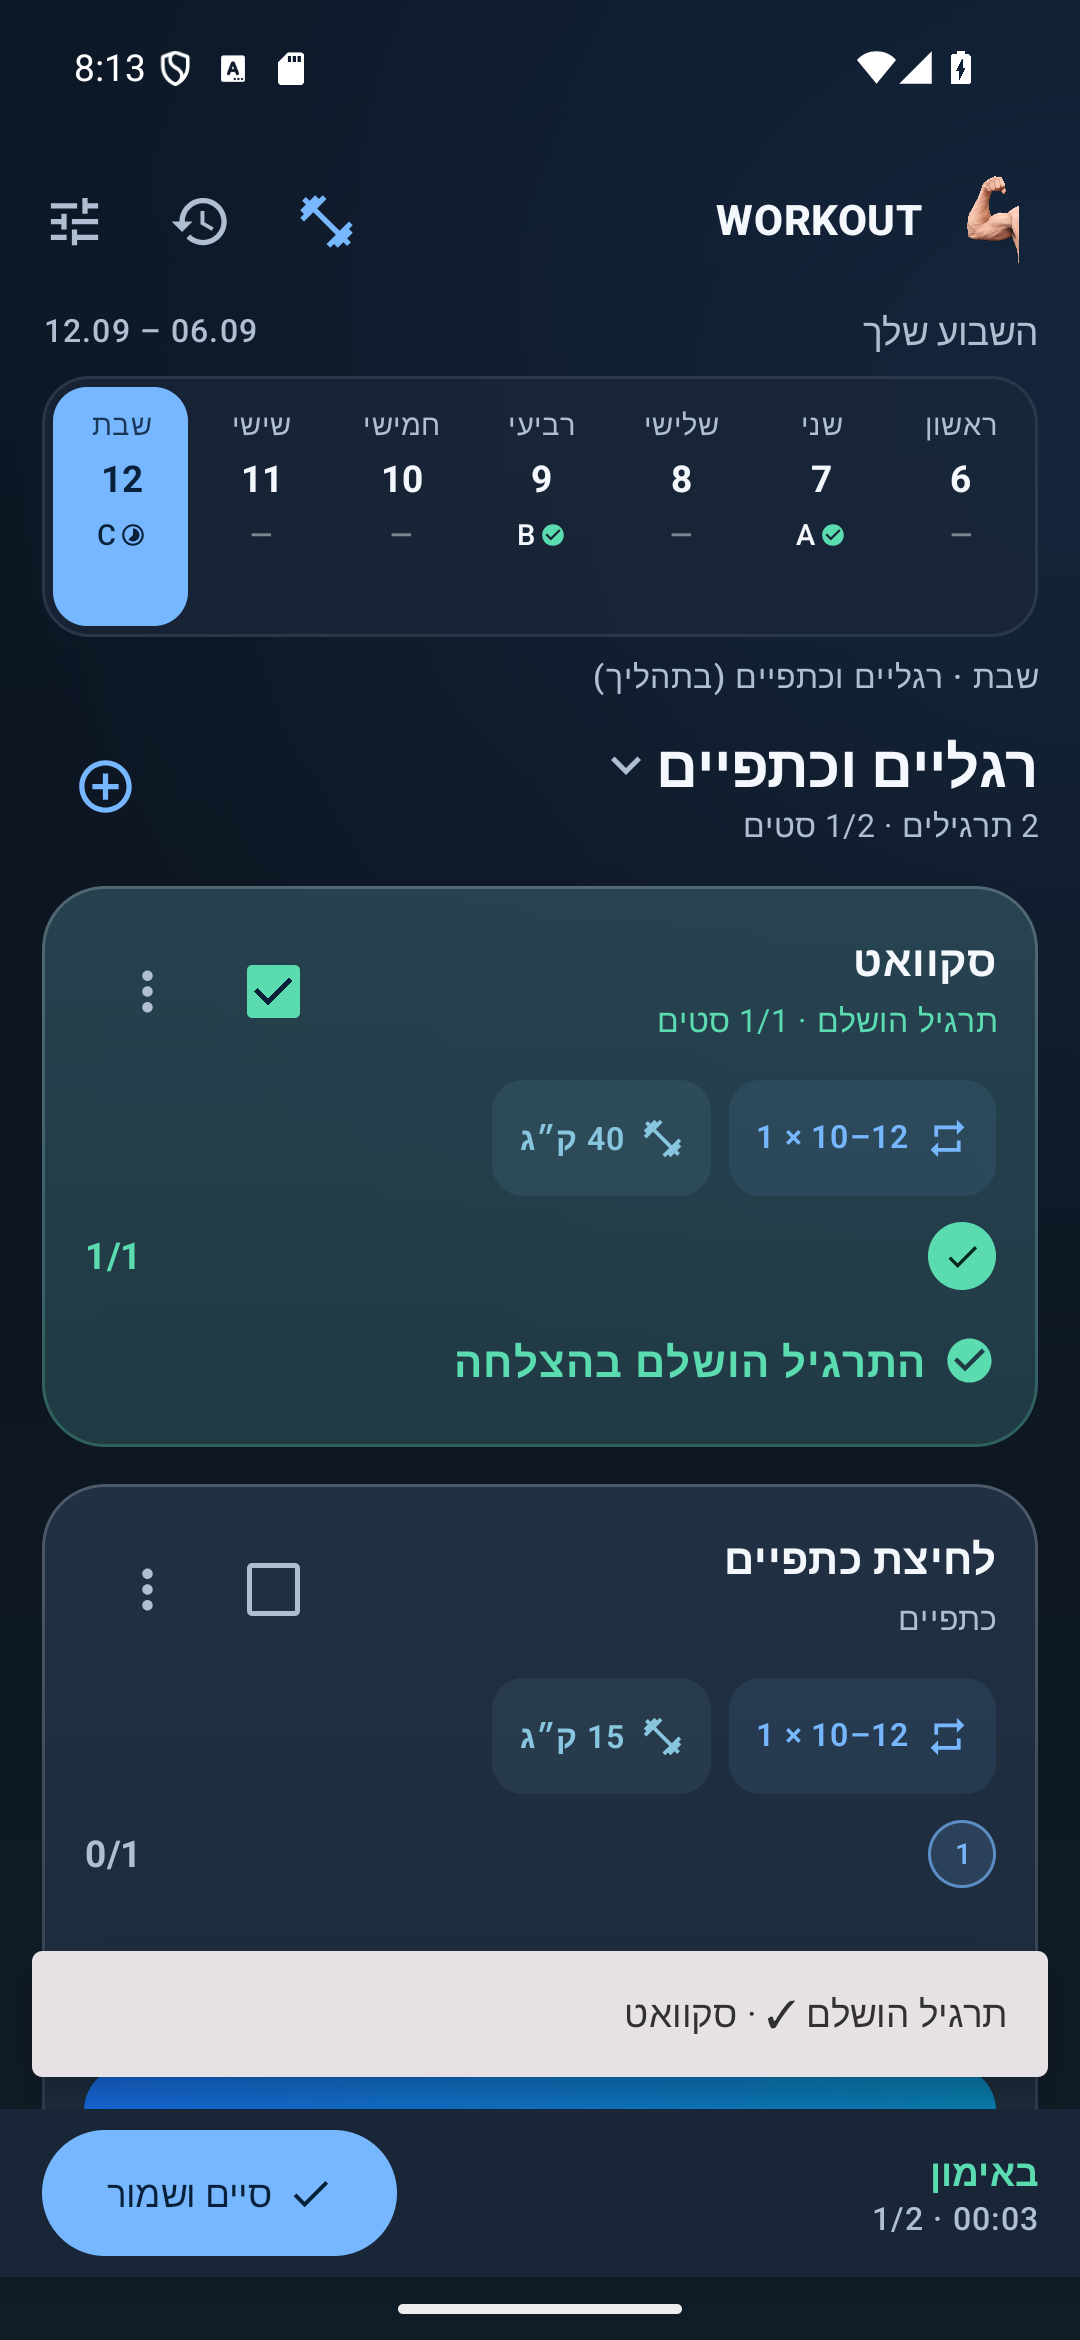 8:13
WORKOUT
השבוע שלך
06.09 – 12.09
ראשון שני שלישי רביעי חמישי שישי שבת
6 7 8 9 10 11 12
– A – B – – C
שבת · רגליים וכתפיים (בתהליך)
רגליים וכתפיים
2 תרגילים · 1/2 סטים
סקוואט
תרגיל הושלם · 1/1 סטים
1 × 10–12
40 ק״ג
1/1
התרגיל הושלם בהצלחה
לחיצת כתפיים
כתפיים
1 × 10–12
15 ק״ג
1
0/1
תרגיל הושלם ✓ · סקוואט
באימון
1/2 · 00:03
סיים ושמור